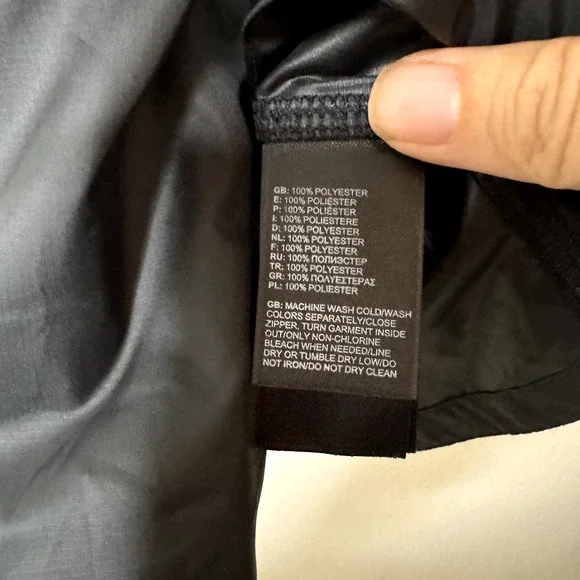 GB: 100% POLYESTER
E: 100% POLIÉSTER
P: 100% POLIÉSTER
I: 100% POLIESTERE
D: 100% POLYESTER
NL: 100% POLYESTER
F: 100% POLYESTER
RU: 100% ПОЛИЭСТЕР
TR: 100% POLYESTER
GR: 100% ΠΟΛΥΕΣΤΕΡΑΣ
PL: 100% POLIESTER
GB: MACHINE WASH COLD/WASH
COLORS SEPARATELY/CLOSE
ZIPPER, TURN GARMENT INSIDE
OUT/ONLY NON-CHLORINE
BLEACH WHEN NEEDED/LINE
DRY OR TUMBLE DRY LOW/DO
NOT IRON/DO NOT DRY CLEAN